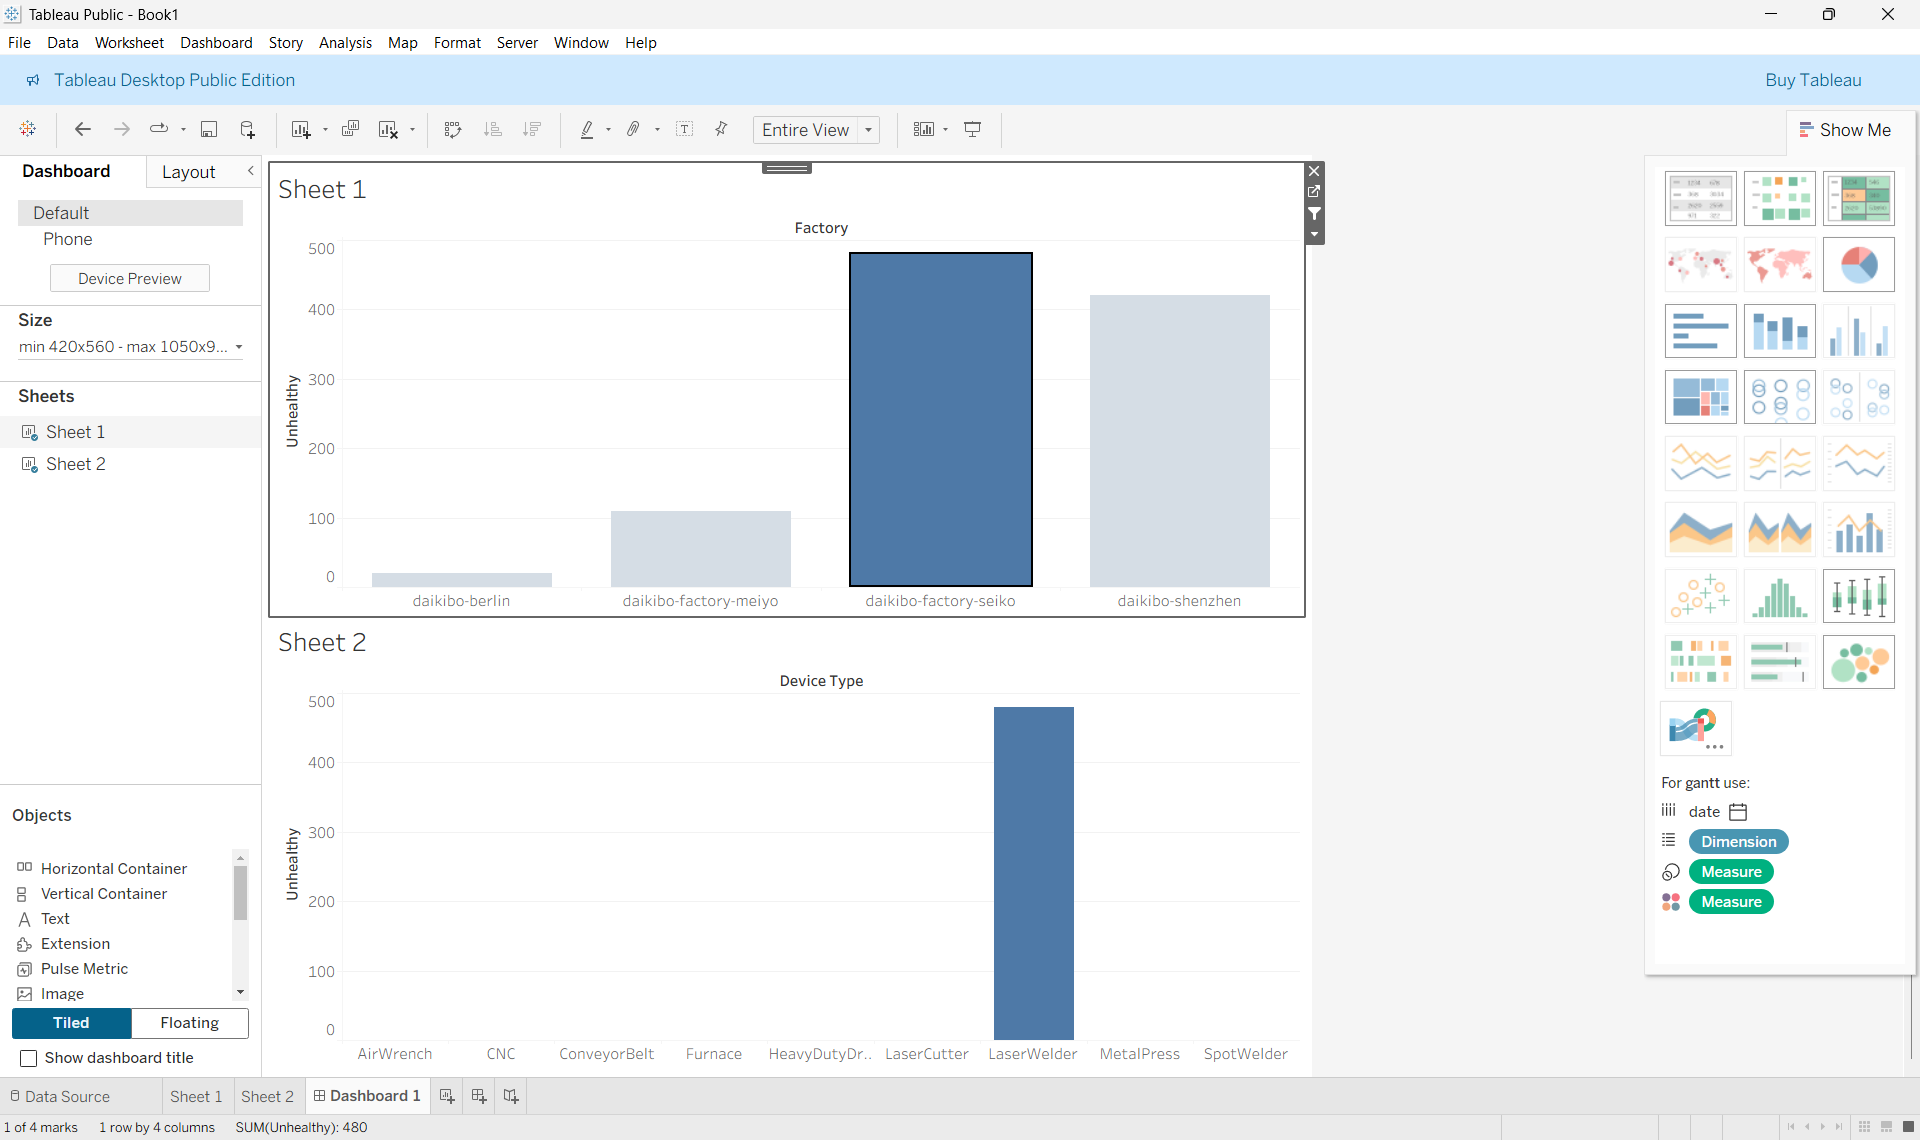 Tableau Public - Book1
File Data Worksheet Dashboard Story Analysis Map Format Server Window Help
Tableau Desktop Public Edition
Buy Tableau
Entire View
Show Me
Dashboard
Layout
Default
Phone
Device Preview
Size
min 420x560 - max 1050x9...
Sheets
Sheet 1
Sheet 2
Objects
Horizontal Container
Vertical Container
Text
Extension
Pulse Metric
Image
Tiled
Floating
Show dashboard title
Sheet 1
Factory
Unhealthy
500
400
300
200
100
0
daikibo-berlin
daikibo-factory-meiyo
daikibo-factory-seiko
daikibo-shenzhen
Sheet 2
Device Type
Unhealthy
500
400
300
200
100
0
AirWrench
CNC
ConveyorBelt
Furnace
HeavyDutyDr..
LaserCutter
LaserWelder
MetalPress
SpotWelder
For gantt use:
date
Dimension
Measure
Measure
Data Source
Sheet 1
Sheet 2
Dashboard 1
1 of 4 marks
1 row by 4 columns
SUM(Unhealthy): 480